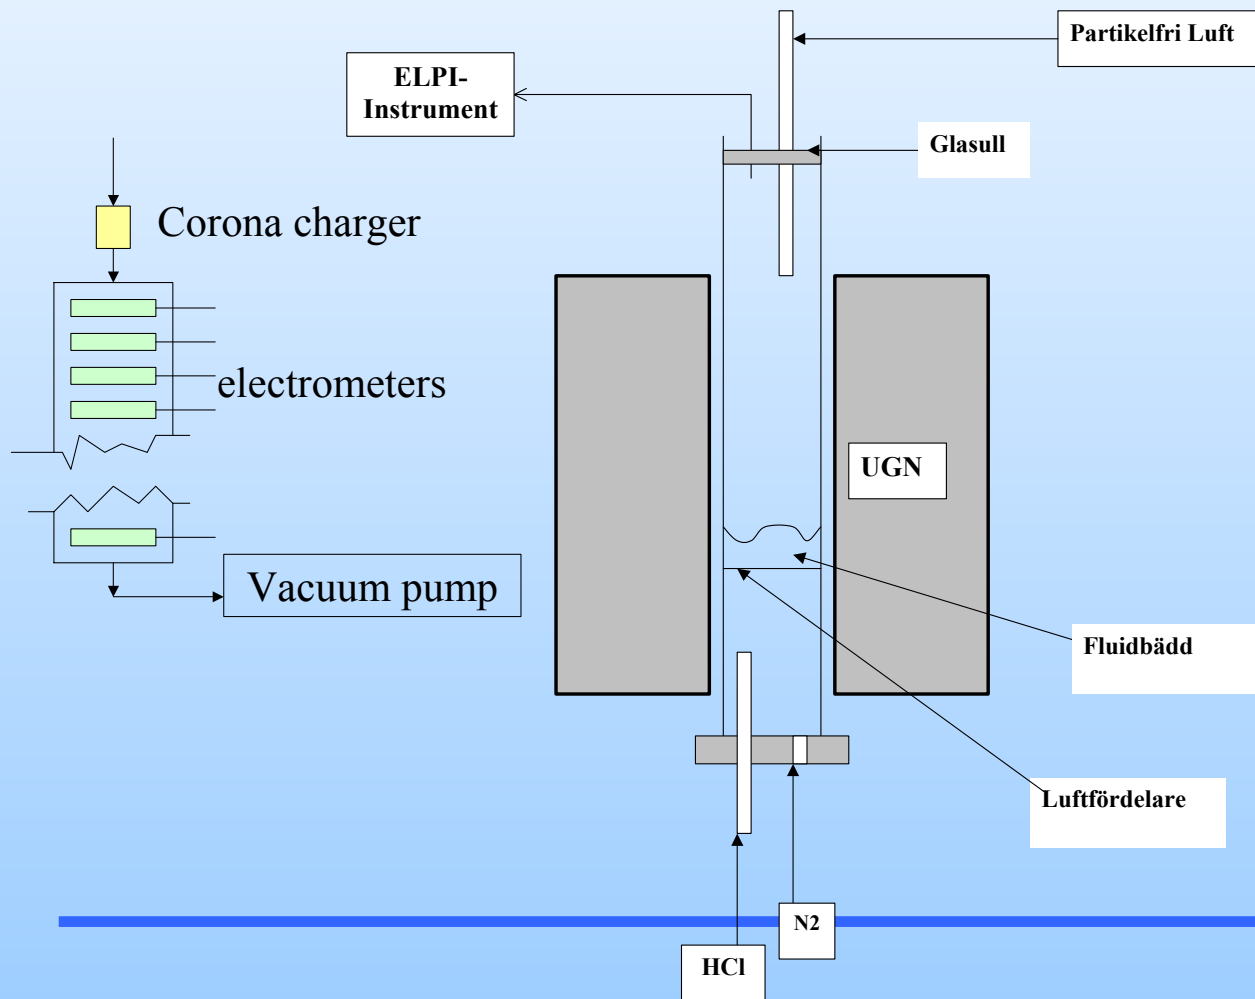 Partikelfri Luft
ELPI-
Instrument
Glasull
Corona charger
electrometers
UGN
Vacuum pump
Fluidbädd
Luftfördelare
N2
HCl